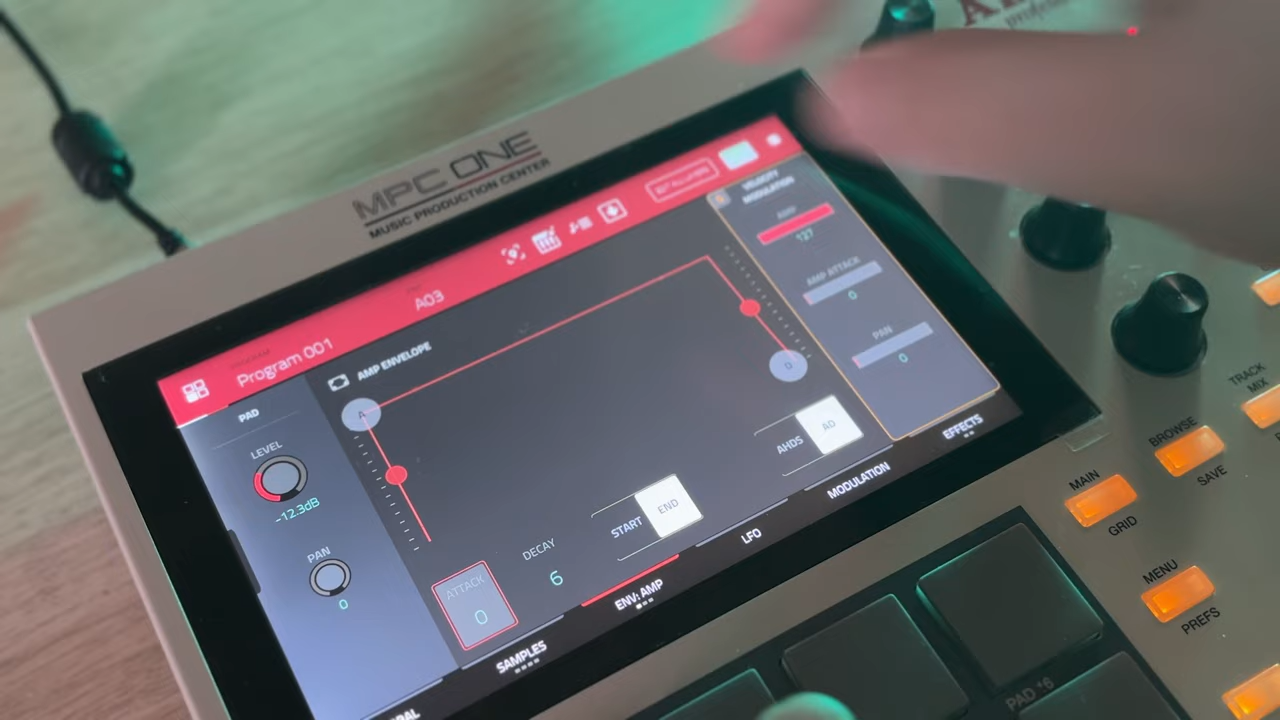 MPC ONE
MUSIC PRODUCTION CENTER
PROGRAM
Program 001
A03
PAD
LEVEL
-12.3dB
PAN
0
AMP ENVELOPE
A
D
ATTACK
0
DECAY
6
START
END
AHDS
AD
VELOCITY
MODULATION
AMP
127
AMP ATTACK
0
PAN
0
SAMPLES
ENV: AMP
LFO
MODULATION
EFFECTS
TRACK
MIX
BROWSE
SAVE
MAIN
GRID
MENU
PREFS
PAD